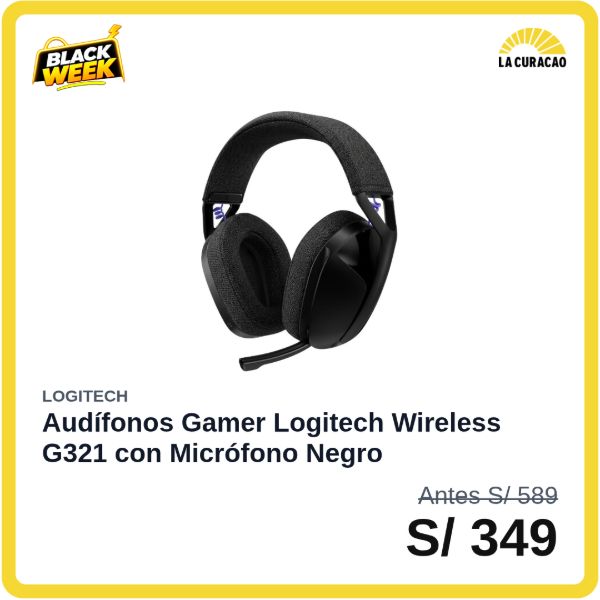 BLACK
WEEK
LA CURACAO
LOGITECH
Audífonos Gamer Logitech Wireless
G321 con Micrófono Negro
Antes S/ 589
S/ 349